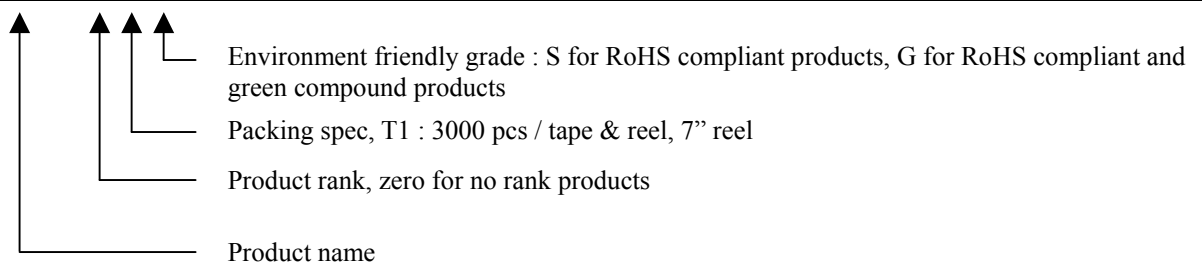 Environment friendly grade : S for RoHS compliant products, G for RoHS compliant and
green compound products
Packing spec, T1 : 3000 pcs / tape & reel, 7” reel
Product rank, zero for no rank products
Product name